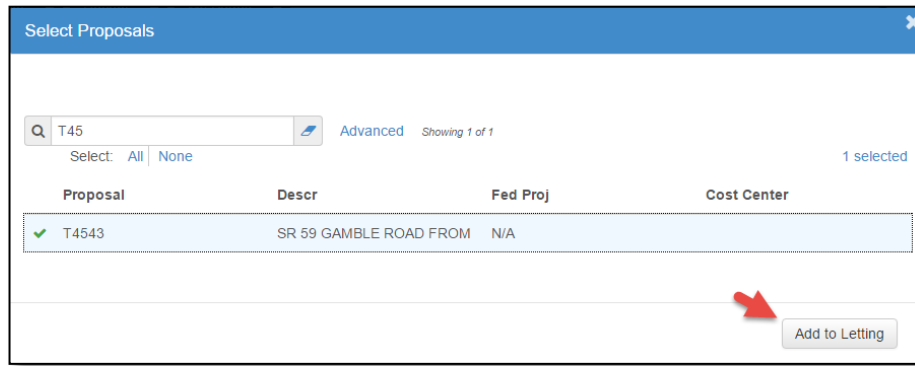 Select Proposals
T45 Advanced Showing 1 of 1
Select: All None 1 selected
Proposal Descr Fed Proj Cost Center
T4543 SR 59 GAMBLE ROAD FROM N/A
Add to Letting